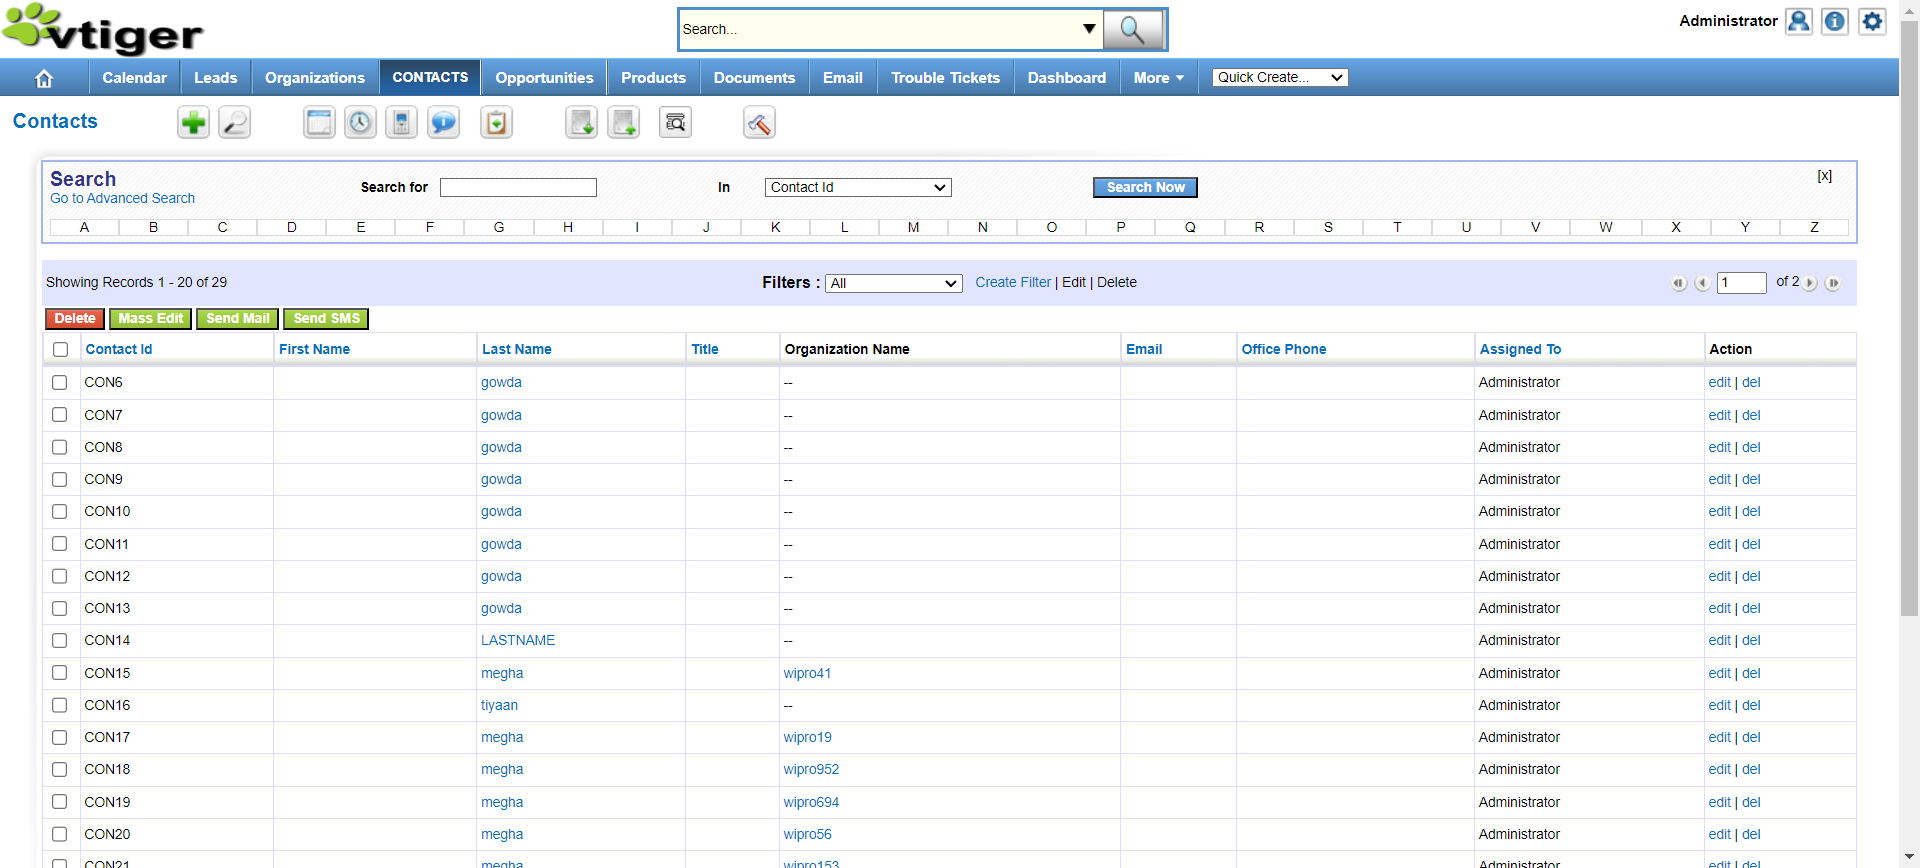 vtiger
Search...
Administrator
Calendar Leads Organizations CONTACTS Opportunities Products Documents Email Trouble Tickets Dashboard More Quick Create...
Contacts
Search
Go to Advanced Search
Search for In Contact Id Search Now [x]
A B C D E F G H I J K L M N O P Q R S T U V W X Y Z
Showing Records 1 - 20 of 29 Filters : All Create Filter | Edit | Delete 1 of 2
Delete Mass Edit Send Mail Send SMS
Contact Id First Name Last Name Title Organization Name Email Office Phone Assigned To Action
CON6 gowda -- Administrator edit | del
CON7 gowda -- Administrator edit | del
CON8 gowda -- Administrator edit | del
CON9 gowda -- Administrator edit | del
CON10 gowda -- Administrator edit | del
CON11 gowda -- Administrator edit | del
CON12 gowda -- Administrator edit | del
CON13 gowda -- Administrator edit | del
CON14 LASTNAME -- Administrator edit | del
CON15 megha wipro41 Administrator edit | del
CON16 tiyaan -- Administrator edit | del
CON17 megha wipro19 Administrator edit | del
CON18 megha wipro952 Administrator edit | del
CON19 megha wipro694 Administrator edit | del
CON20 megha wipro56 Administrator edit | del
CON21 megha wipro153 Administrator edit | del